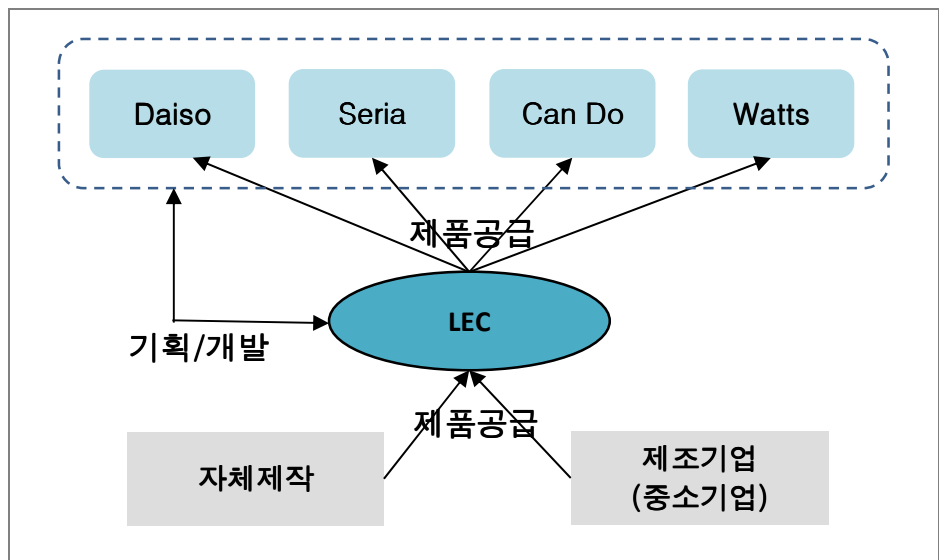 Daiso
Seria
Can Do
Watts
제품공급
LEC
기획/개발
제품공급
자체제작
제조기업
(중소기업)